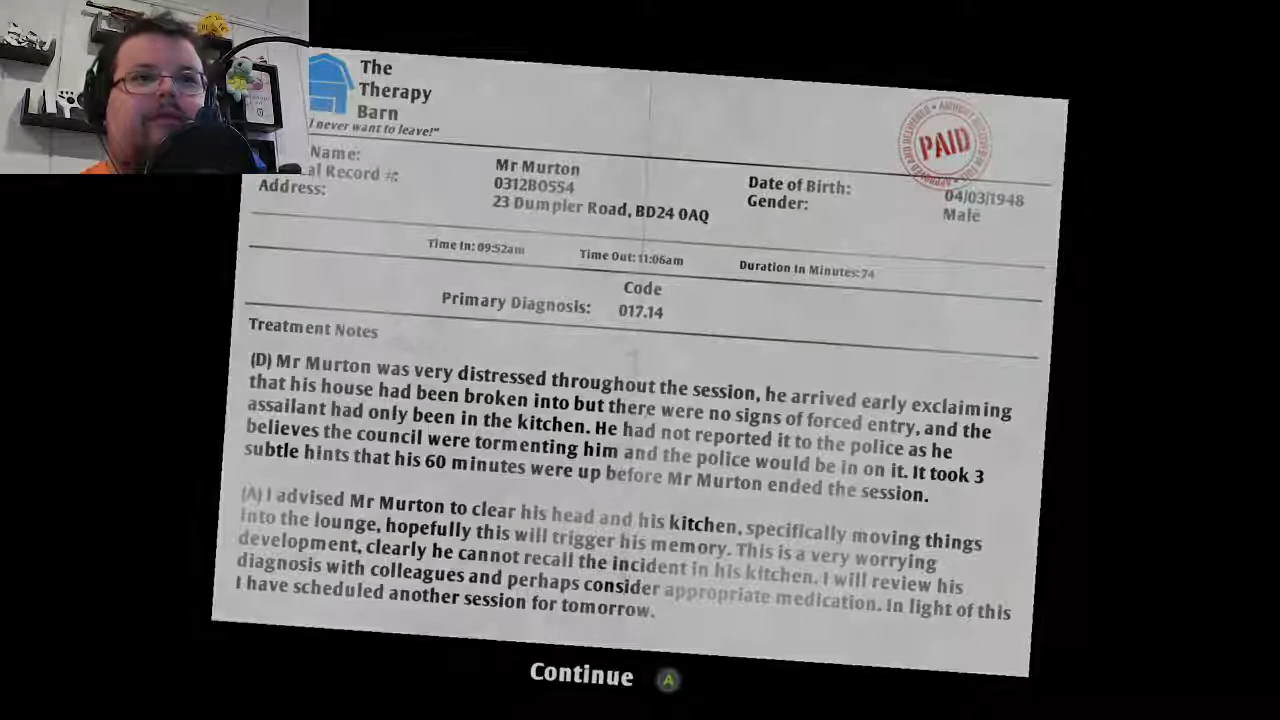 The
Therapy
Barn
I never want to leave!"
PAID
Name: Mr Murton Date of Birth: 04/03/1948
al Record #: 031280554 Gender: Male
Address: 23 Dumpler Road, BD24 0AQ
Time In: 09:52am Time Out: 11:06am Duration In Minutes: 74
Code
Primary Diagnosis: 017.14
Treatment Notes
(D) Mr Murton was very distressed throughout the session, he arrived early exclaiming
that his house had been broken into but there were no signs of forced entry, and the
assailant had only been in the kitchen. He had not reported it to the police as he
believes the council were tormenting him and the police would be in on it. It took 3
subtle hints that his 60 minutes were up before Mr Murton ended the session.
(A) I advised Mr Murton to clear his head and his kitchen, specifically moving things
into the lounge, hopefully this will trigger his memory. This is a very worrying
development, clearly he cannot recall the incident in his kitchen. I will review his
diagnosis with colleagues and perhaps consider appropriate medication. In light of this
I have scheduled another session for tomorrow.
Continue A